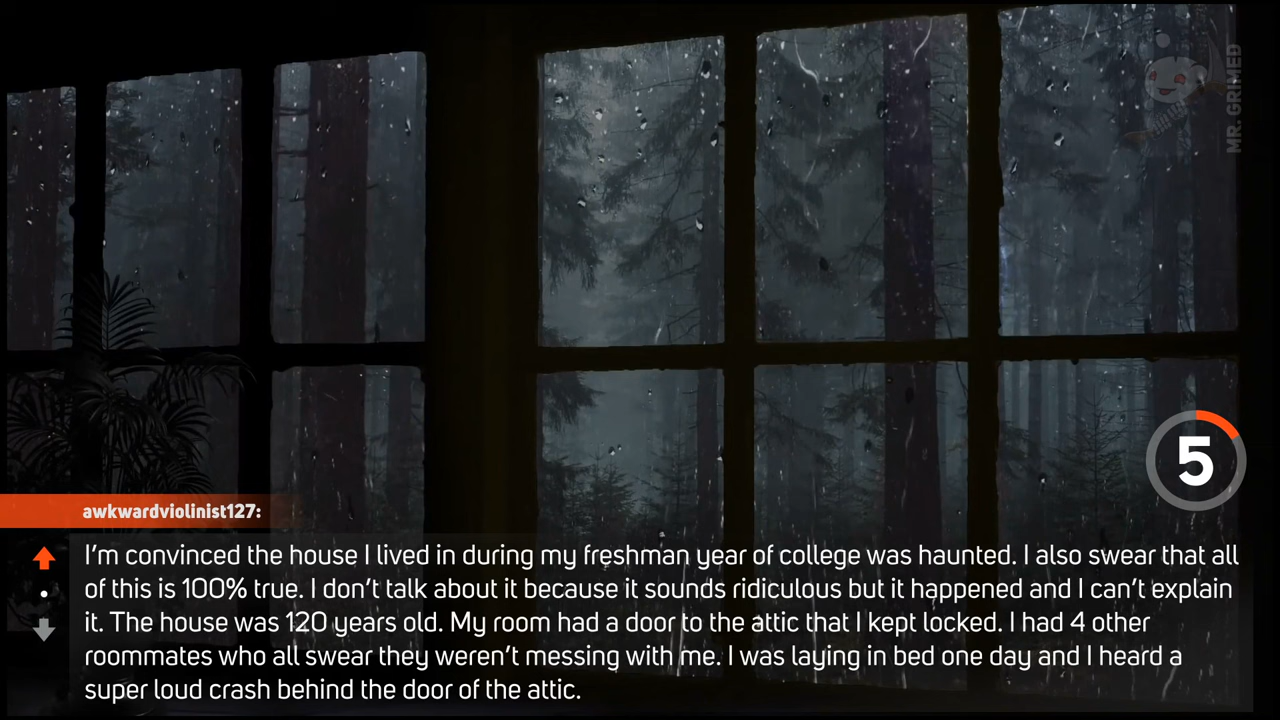 MR. GRIMED
5
awkwardviolinist127:
I'm convinced the house I lived in during my freshman year of college was haunted. I also swear that all
of this is 100% true. I don't talk about it because it sounds ridiculous but it happened and I can't explain
it. The house was 120 years old. My room had a door to the attic that I kept locked. I had 4 other
roommates who all swear they weren't messing with me. I was laying in bed one day and I heard a
super loud crash behind the door of the attic.